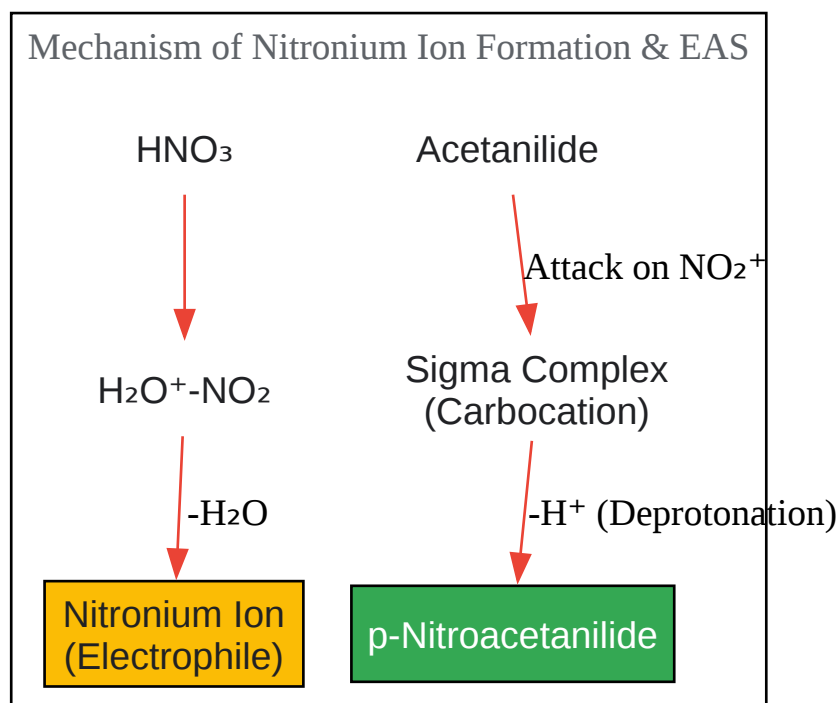 Mechanism of Nitronium Ion Formation & EAS
HNO₃
Acetanilide
Attack on NO₂⁺
H₂O⁺-NO₂
Sigma Complex
(Carbocation)
-H₂O
-H⁺ (Deprotonation)
Nitronium Ion
(Electrophile)
p-Nitroacetanilide